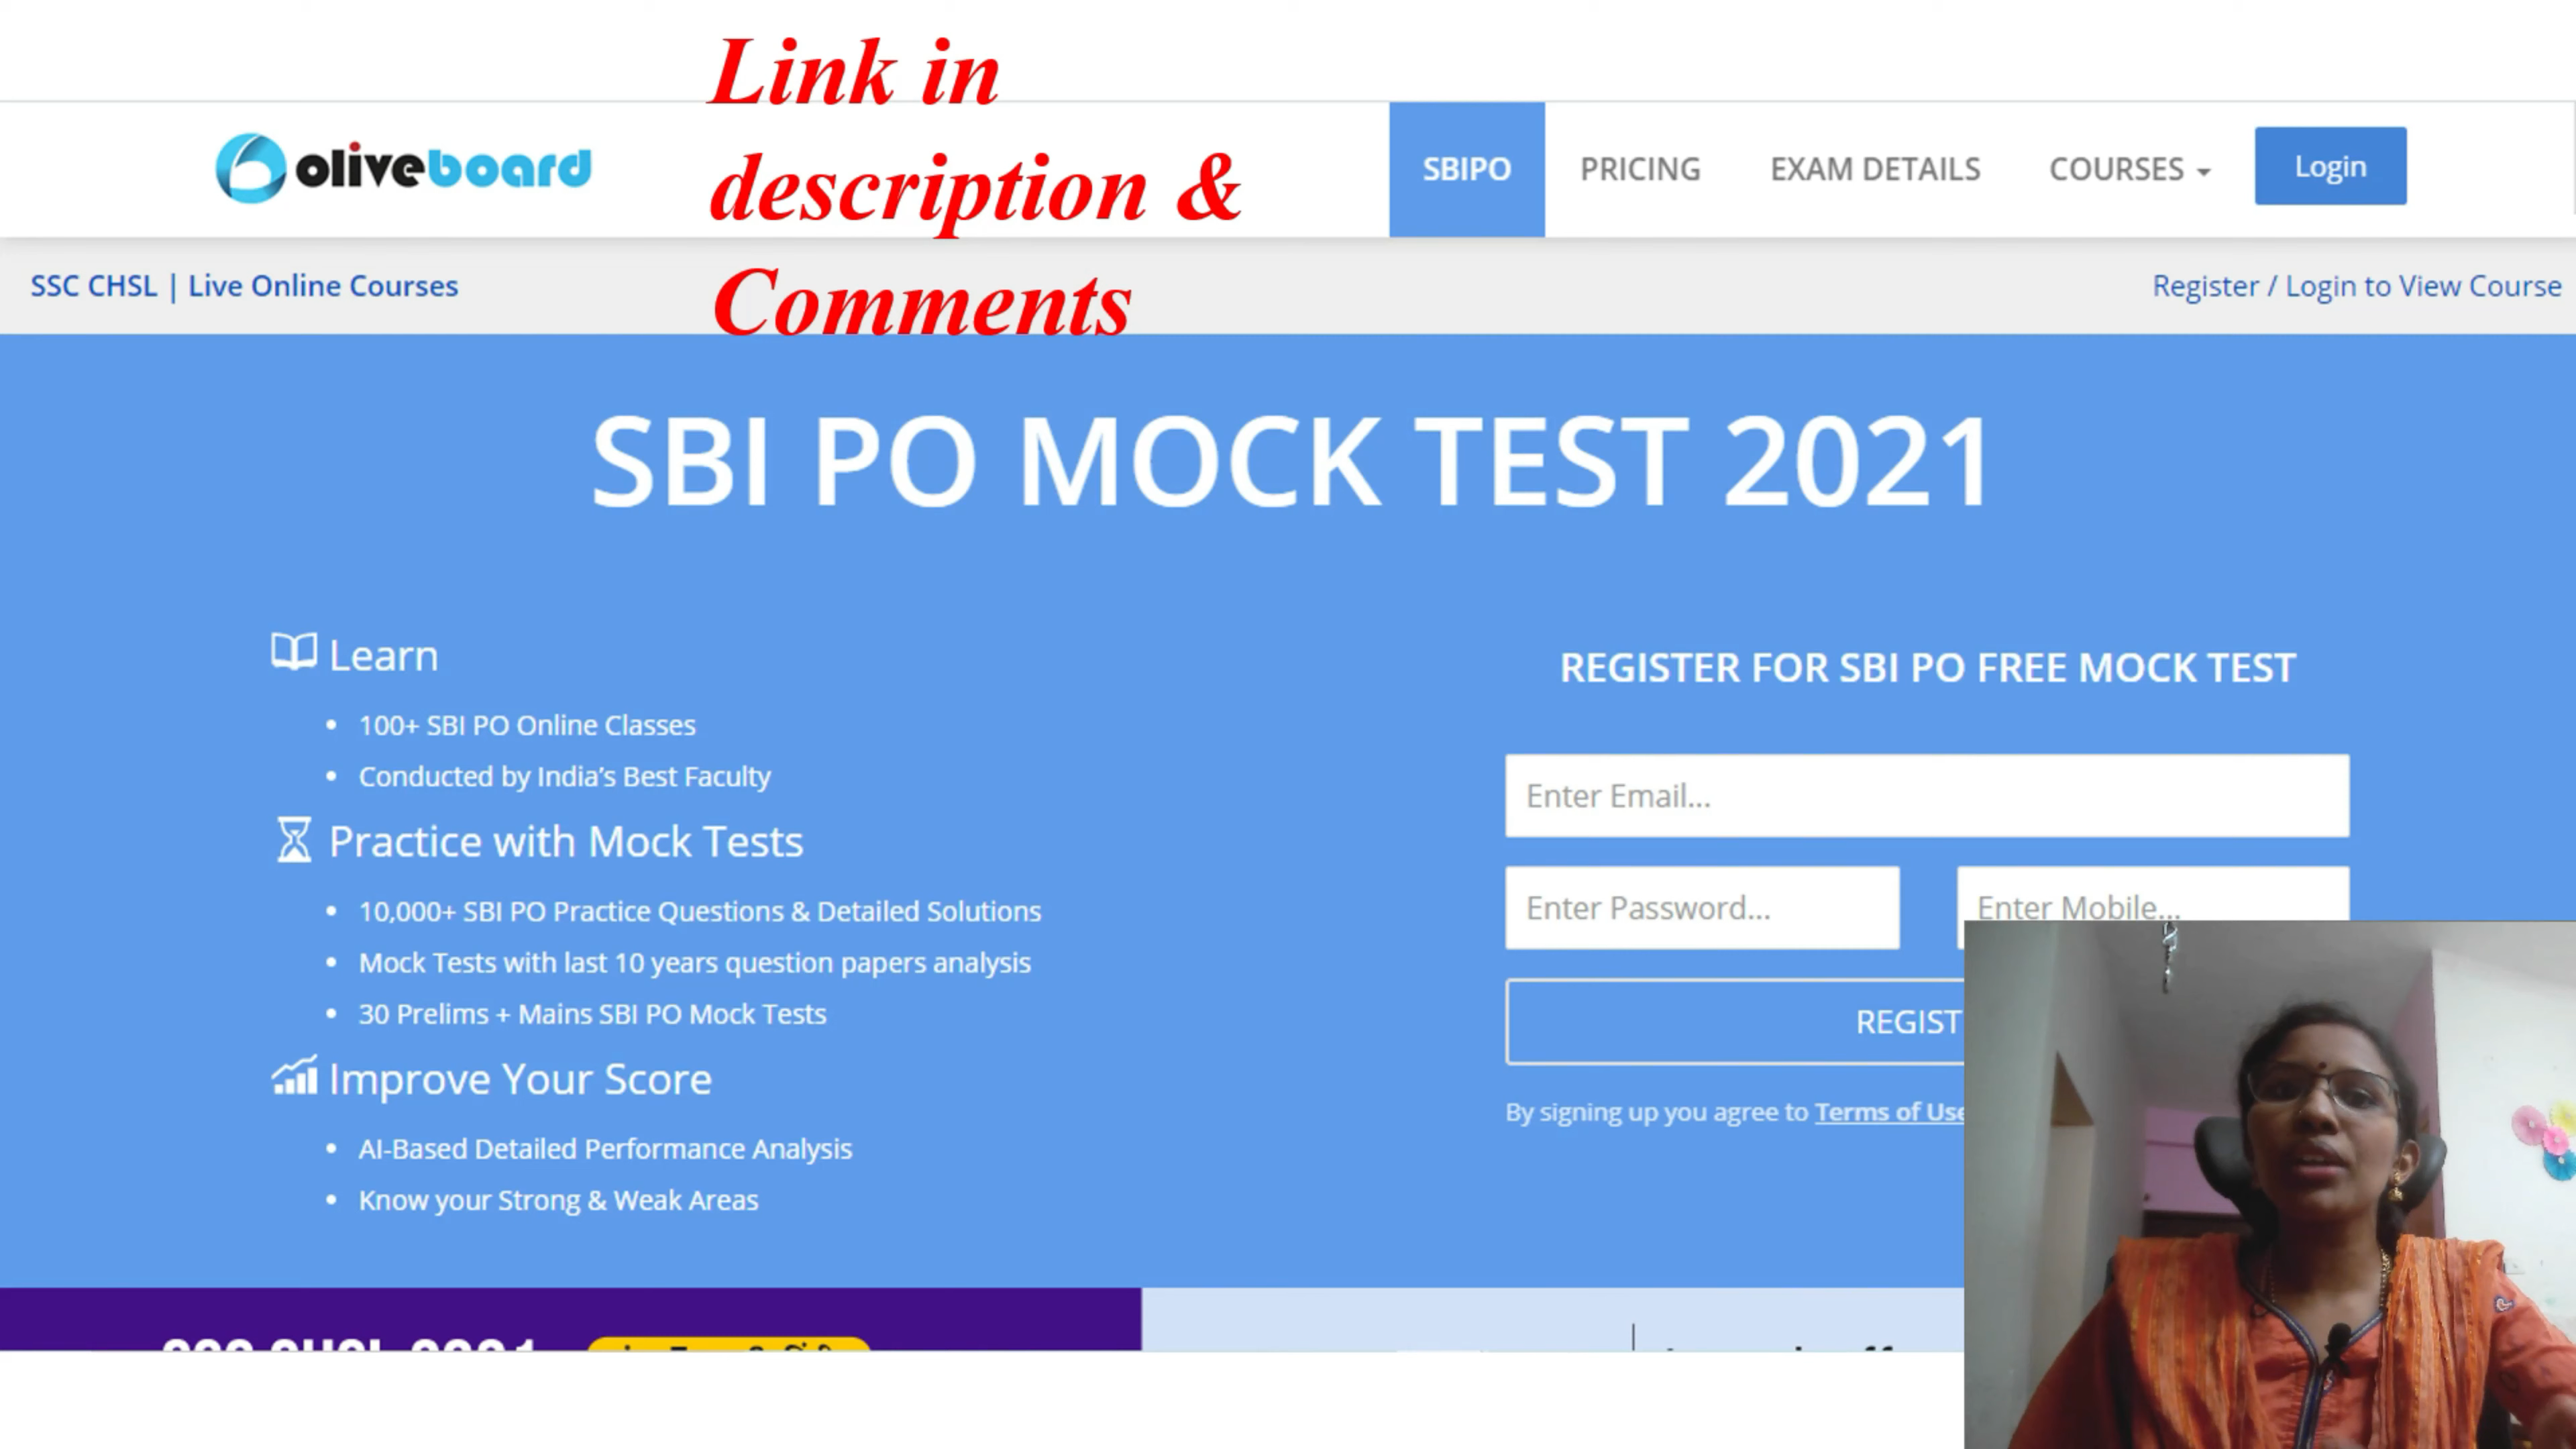 Link in
description &
Comments
oliveboard
SBIPO PRICING EXAM DETAILS COURSES Login
SSC CHSL | Live Online Courses
Register / Login to View Course
SBI PO MOCK TEST 2021
Learn
• 100+ SBI PO Online Classes
• Conducted by India's Best Faculty
Practice with Mock Tests
• 10,000+ SBI PO Practice Questions & Detailed Solutions
• Mock Tests with last 10 years question papers analysis
• 30 Prelims + Mains SBI PO Mock Tests
Improve Your Score
• AI-Based Detailed Performance Analysis
• Know your Strong & Weak Areas
REGISTER FOR SBI PO FREE MOCK TEST
Enter Email...
Enter Password... Enter Mobile...
REGIST
By signing up you agree to Terms of Use